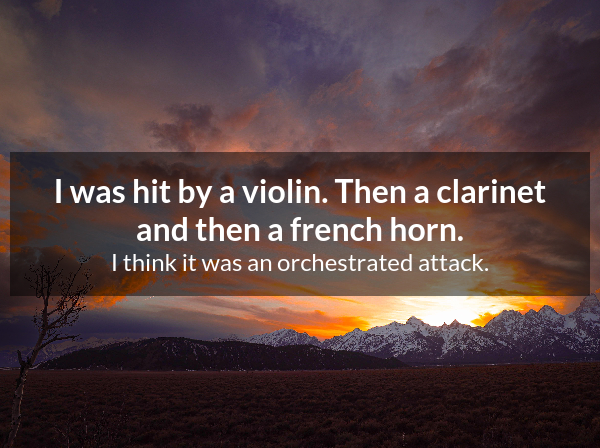 I was hit by a violin. Then a clarinet
and then a french horn.
I think it was an orchestrated attack.